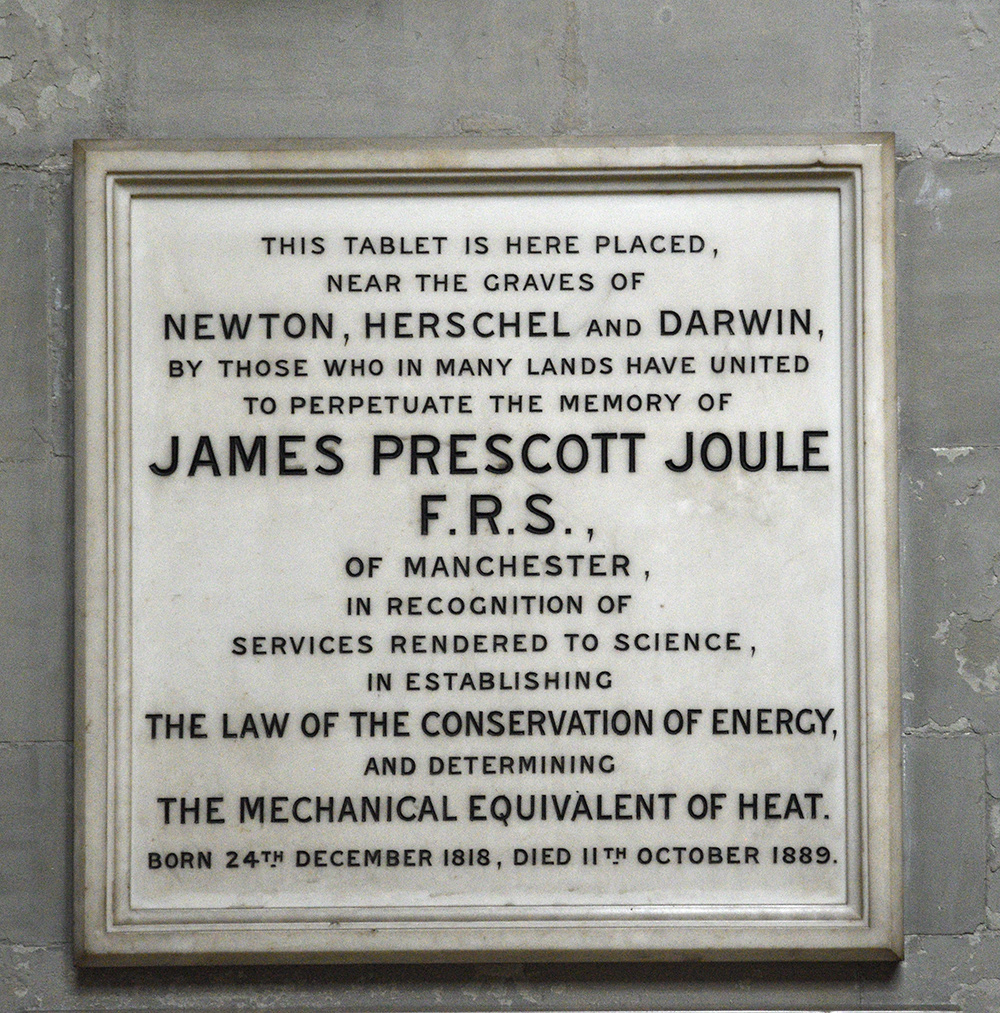 THIS TABLET IS HERE PLACED,
NEAR THE GRAVES OF
NEWTON, HERSCHEL AND DARWIN,
BY THOSE WHO IN MANY LANDS HAVE UNITED
TO PERPETUATE THE MEMORY OF
JAMES PRESCOTT JOULE
F.R.S.,
OF MANCHESTER,
IN RECOGNITION OF
SERVICES RENDERED TO SCIENCE,
IN ESTABLISHING
THE LAW OF THE CONSERVATION OF ENERGY,
AND DETERMINING
THE MECHANICAL EQUIVALENT OF HEAT.
BORN 24TH DECEMBER 1818, DIED 11TH OCTOBER 1889.